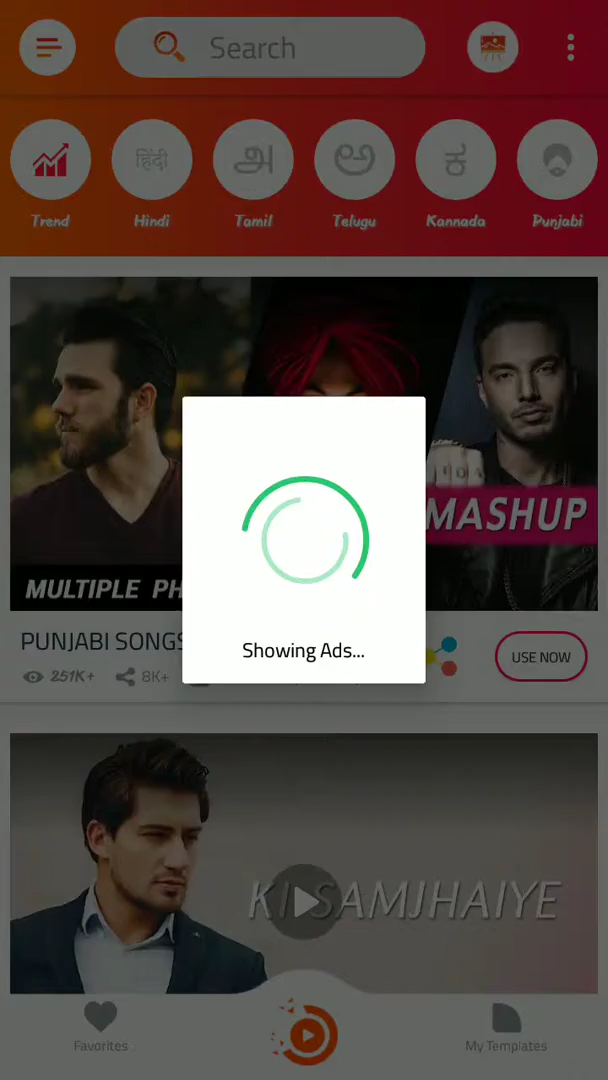 Search
हिंदी
அ
అ
ಕ
Trend
Hindi
Tamil
Telugu
Kannada
Punjabi
MASHUP
MULTIPLE PH
PUNJABI SONGS
251K+
8K+
USE NOW
Showing Ads...
KI SAMJHAIYE
Favorites
My Templates